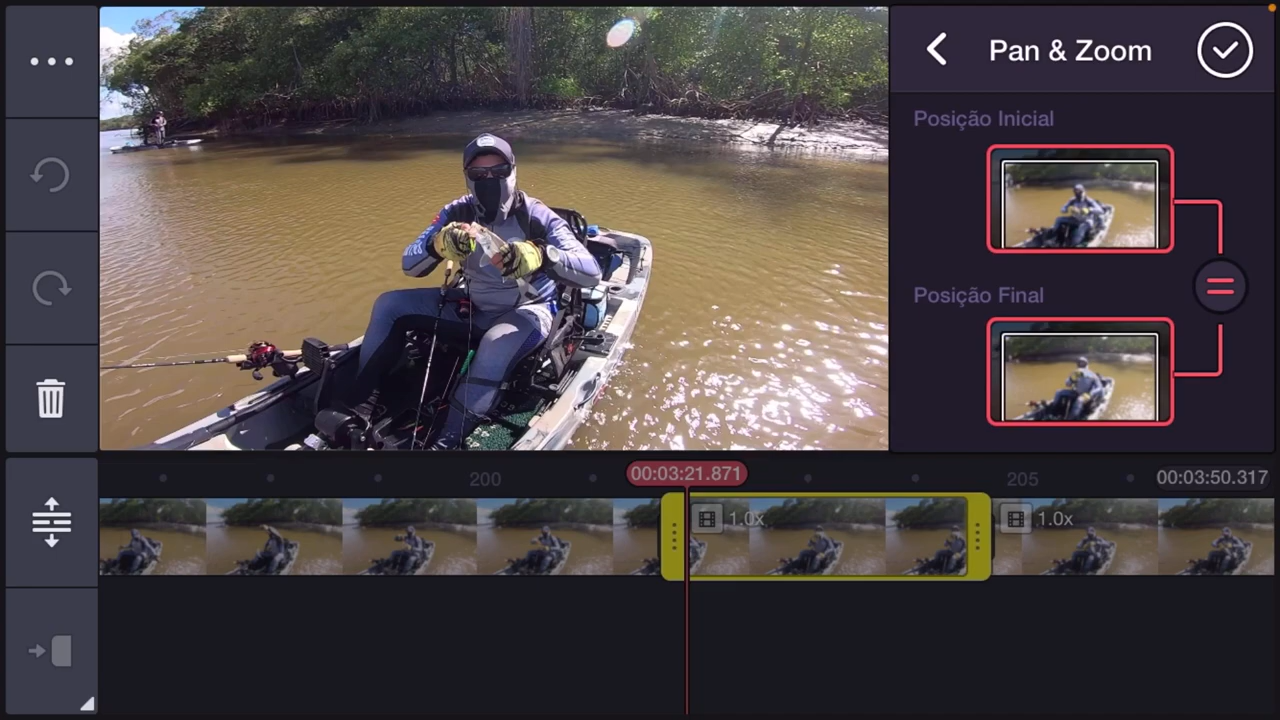 Pan & Zoom
Posição Inicial
Posição Final
200
00:03:21.871
205
00:03:50.317
1.0x
1.0x